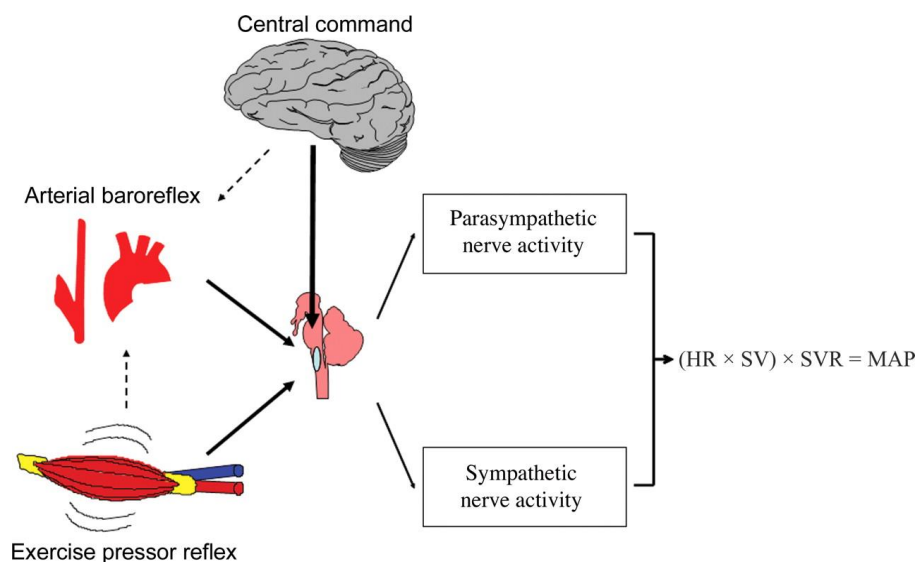 Central command
Arterial baroreflex
Parasympathetic
nerve activity
(HR × SV) × SVR = MAP
Sympathetic
nerve activity
Exercise pressor reflex